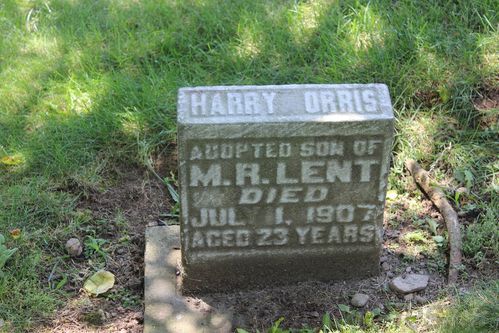 HARRY ORRIS
ADOPTED SON OF
M.R. LENT
DIED
JUL 1, 1907
AGED 23 YEARS